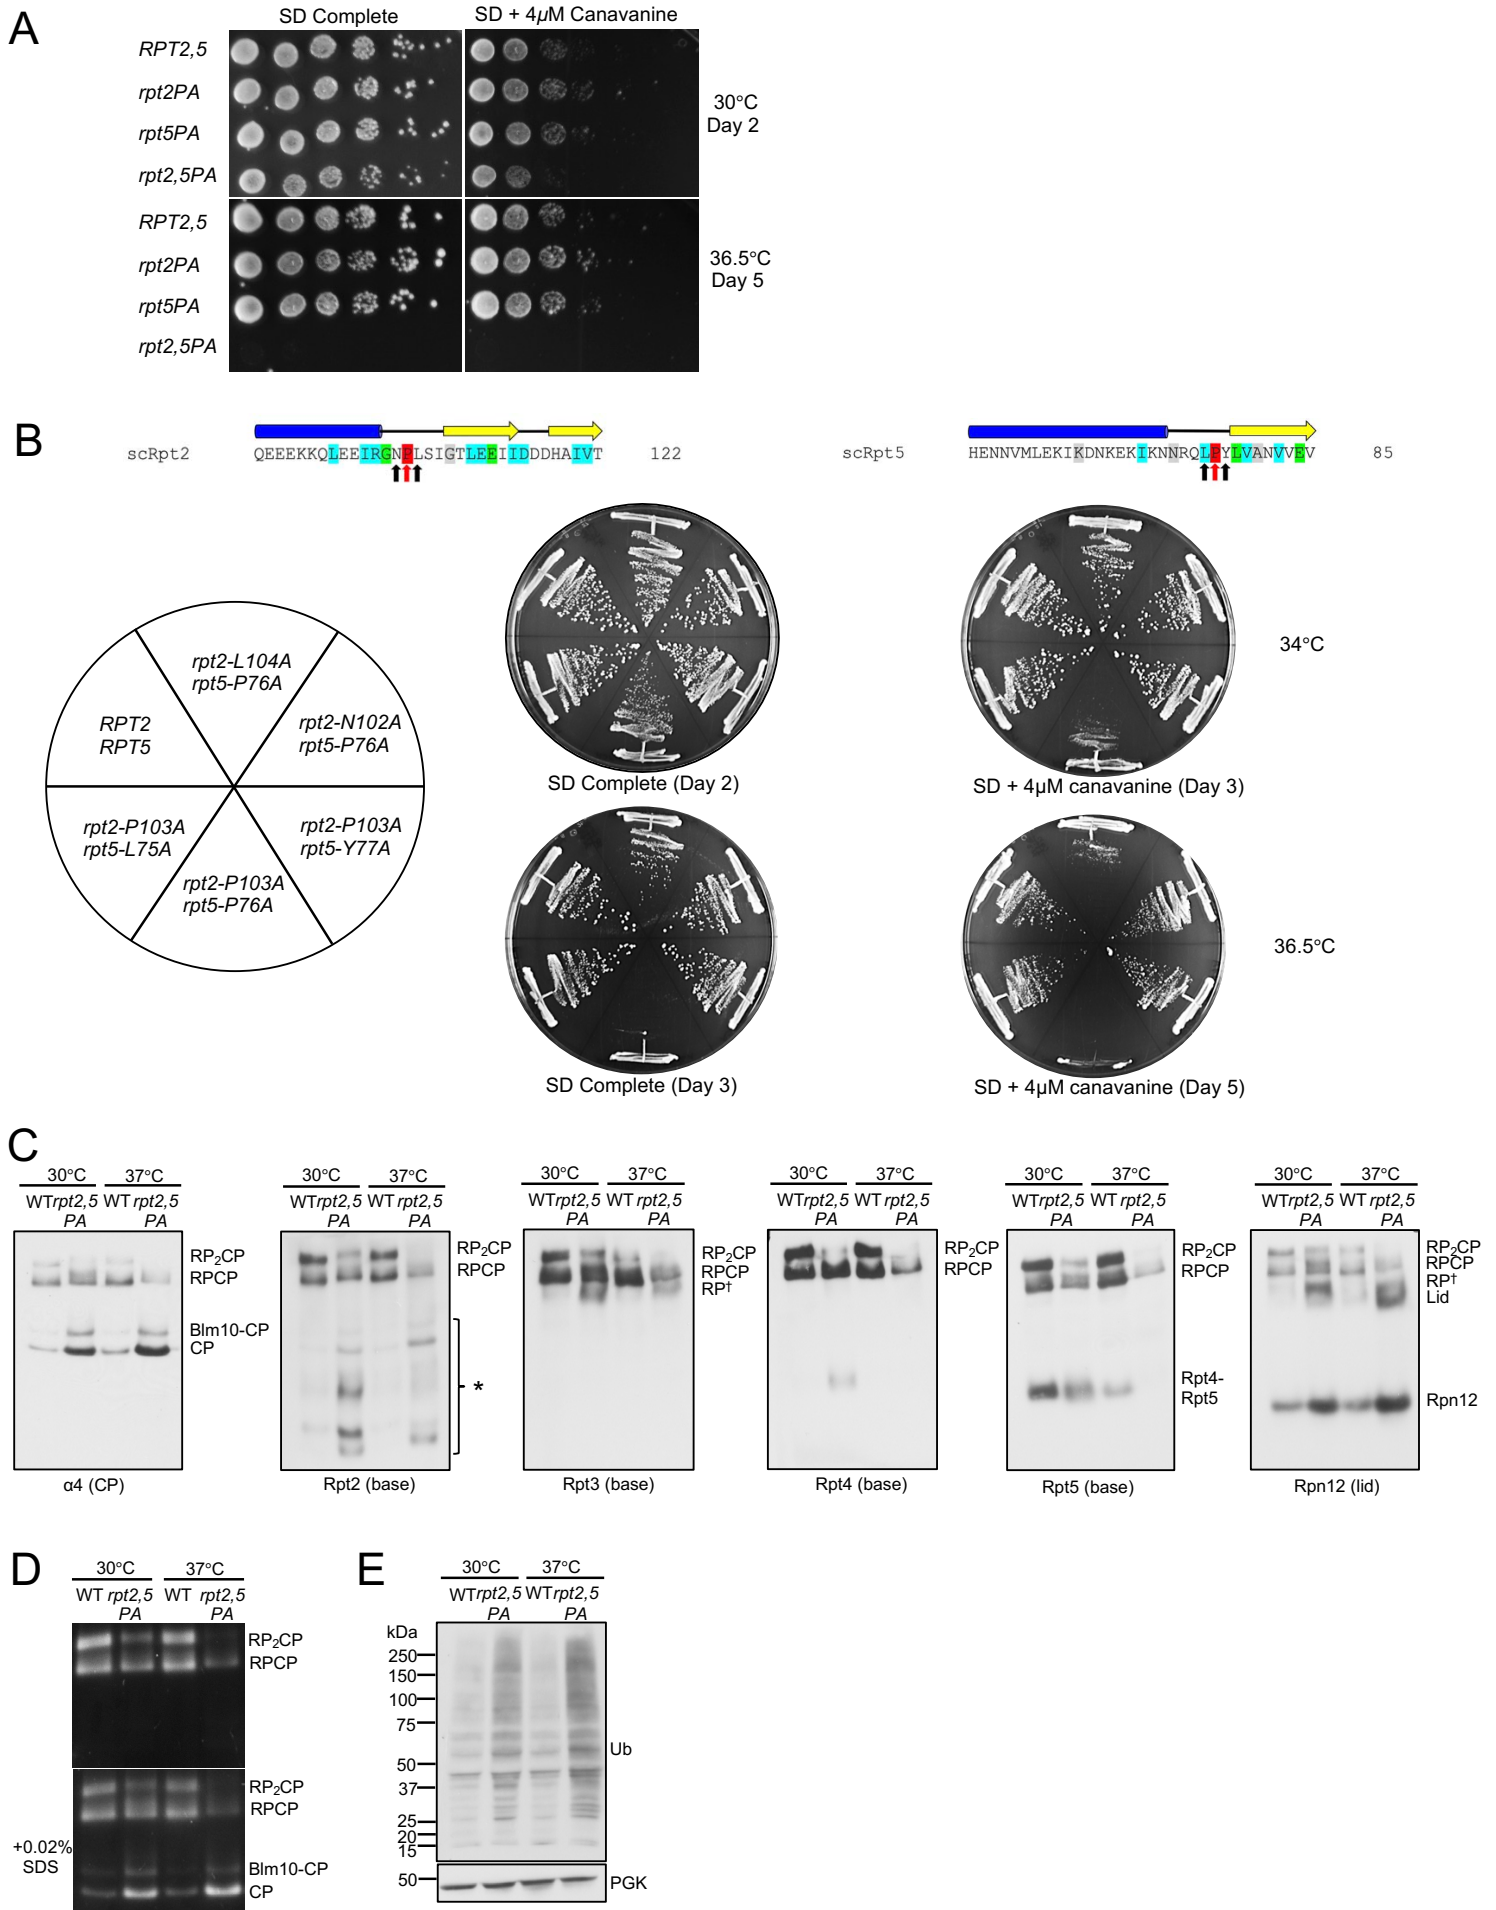 A
SD Complete
SD + 4µM Canavanine
RPT2,5
rpt2PA
rpt5PA
rpt2,5PA
30°C
Day 2
RPT2,5
rpt2PA
rpt5PA
rpt2,5PA
36.5°C
Day 5
B
scRpt2
QEEEKKQLEEIRGNPLSIGTLEEIIDDDHAIVT
122
scRpt5
HENNVMLEKIKDNKEKIKNNRQLPYLVANVVEV
85
rpt2-L104A
rpt5-P76A
RPT2
RPT5
rpt2-N102A
rpt5-P76A
rpt2-P103A
rpt5-L75A
rpt2-P103A
rpt5-Y77A
rpt2-P103A
rpt5-P76A
34°C
SD Complete (Day 2)
SD + 4µM canavanine (Day 3)
36.5°C
SD Complete (Day 3)
SD + 4µM canavanine (Day 5)
C
30°C 37°C
WT rpt2,5 PA WT rpt2,5 PA
RP2CP
RPCP
Blm10-CP
CP
α4 (CP)
30°C 37°C
WT rpt2,5 PA WT rpt2,5 PA
RP2CP
RPCP
*
Rpt2 (base)
30°C 37°C
WT rpt2,5 PA WT rpt2,5 PA
RP2CP
RPCP
RP†
Rpt3 (base)
30°C 37°C
WT rpt2,5 PA WT rpt2,5 PA
RP2CP
RPCP
Rpt4 (base)
30°C 37°C
WT rpt2,5 PA WT rpt2,5 PA
RP2CP
RPCP
Rpt4-
Rpt5
Rpt5 (base)
30°C 37°C
WT rpt2,5 PA WT rpt2,5 PA
RP2CP
RPCP
RP†
Lid
Rpn12
Rpn12 (lid)
D
30°C 37°C
WT rpt2,5 PA WT rpt2,5 PA
RP2CP
RPCP
RP2CP
RPCP
+0.02%
SDS
Blm10-CP
CP
E
30°C 37°C
WT rpt2,5 PA WT rpt2,5 PA
kDa
250
150
100
75
50
37
25
20
15
Ub
50
PGK